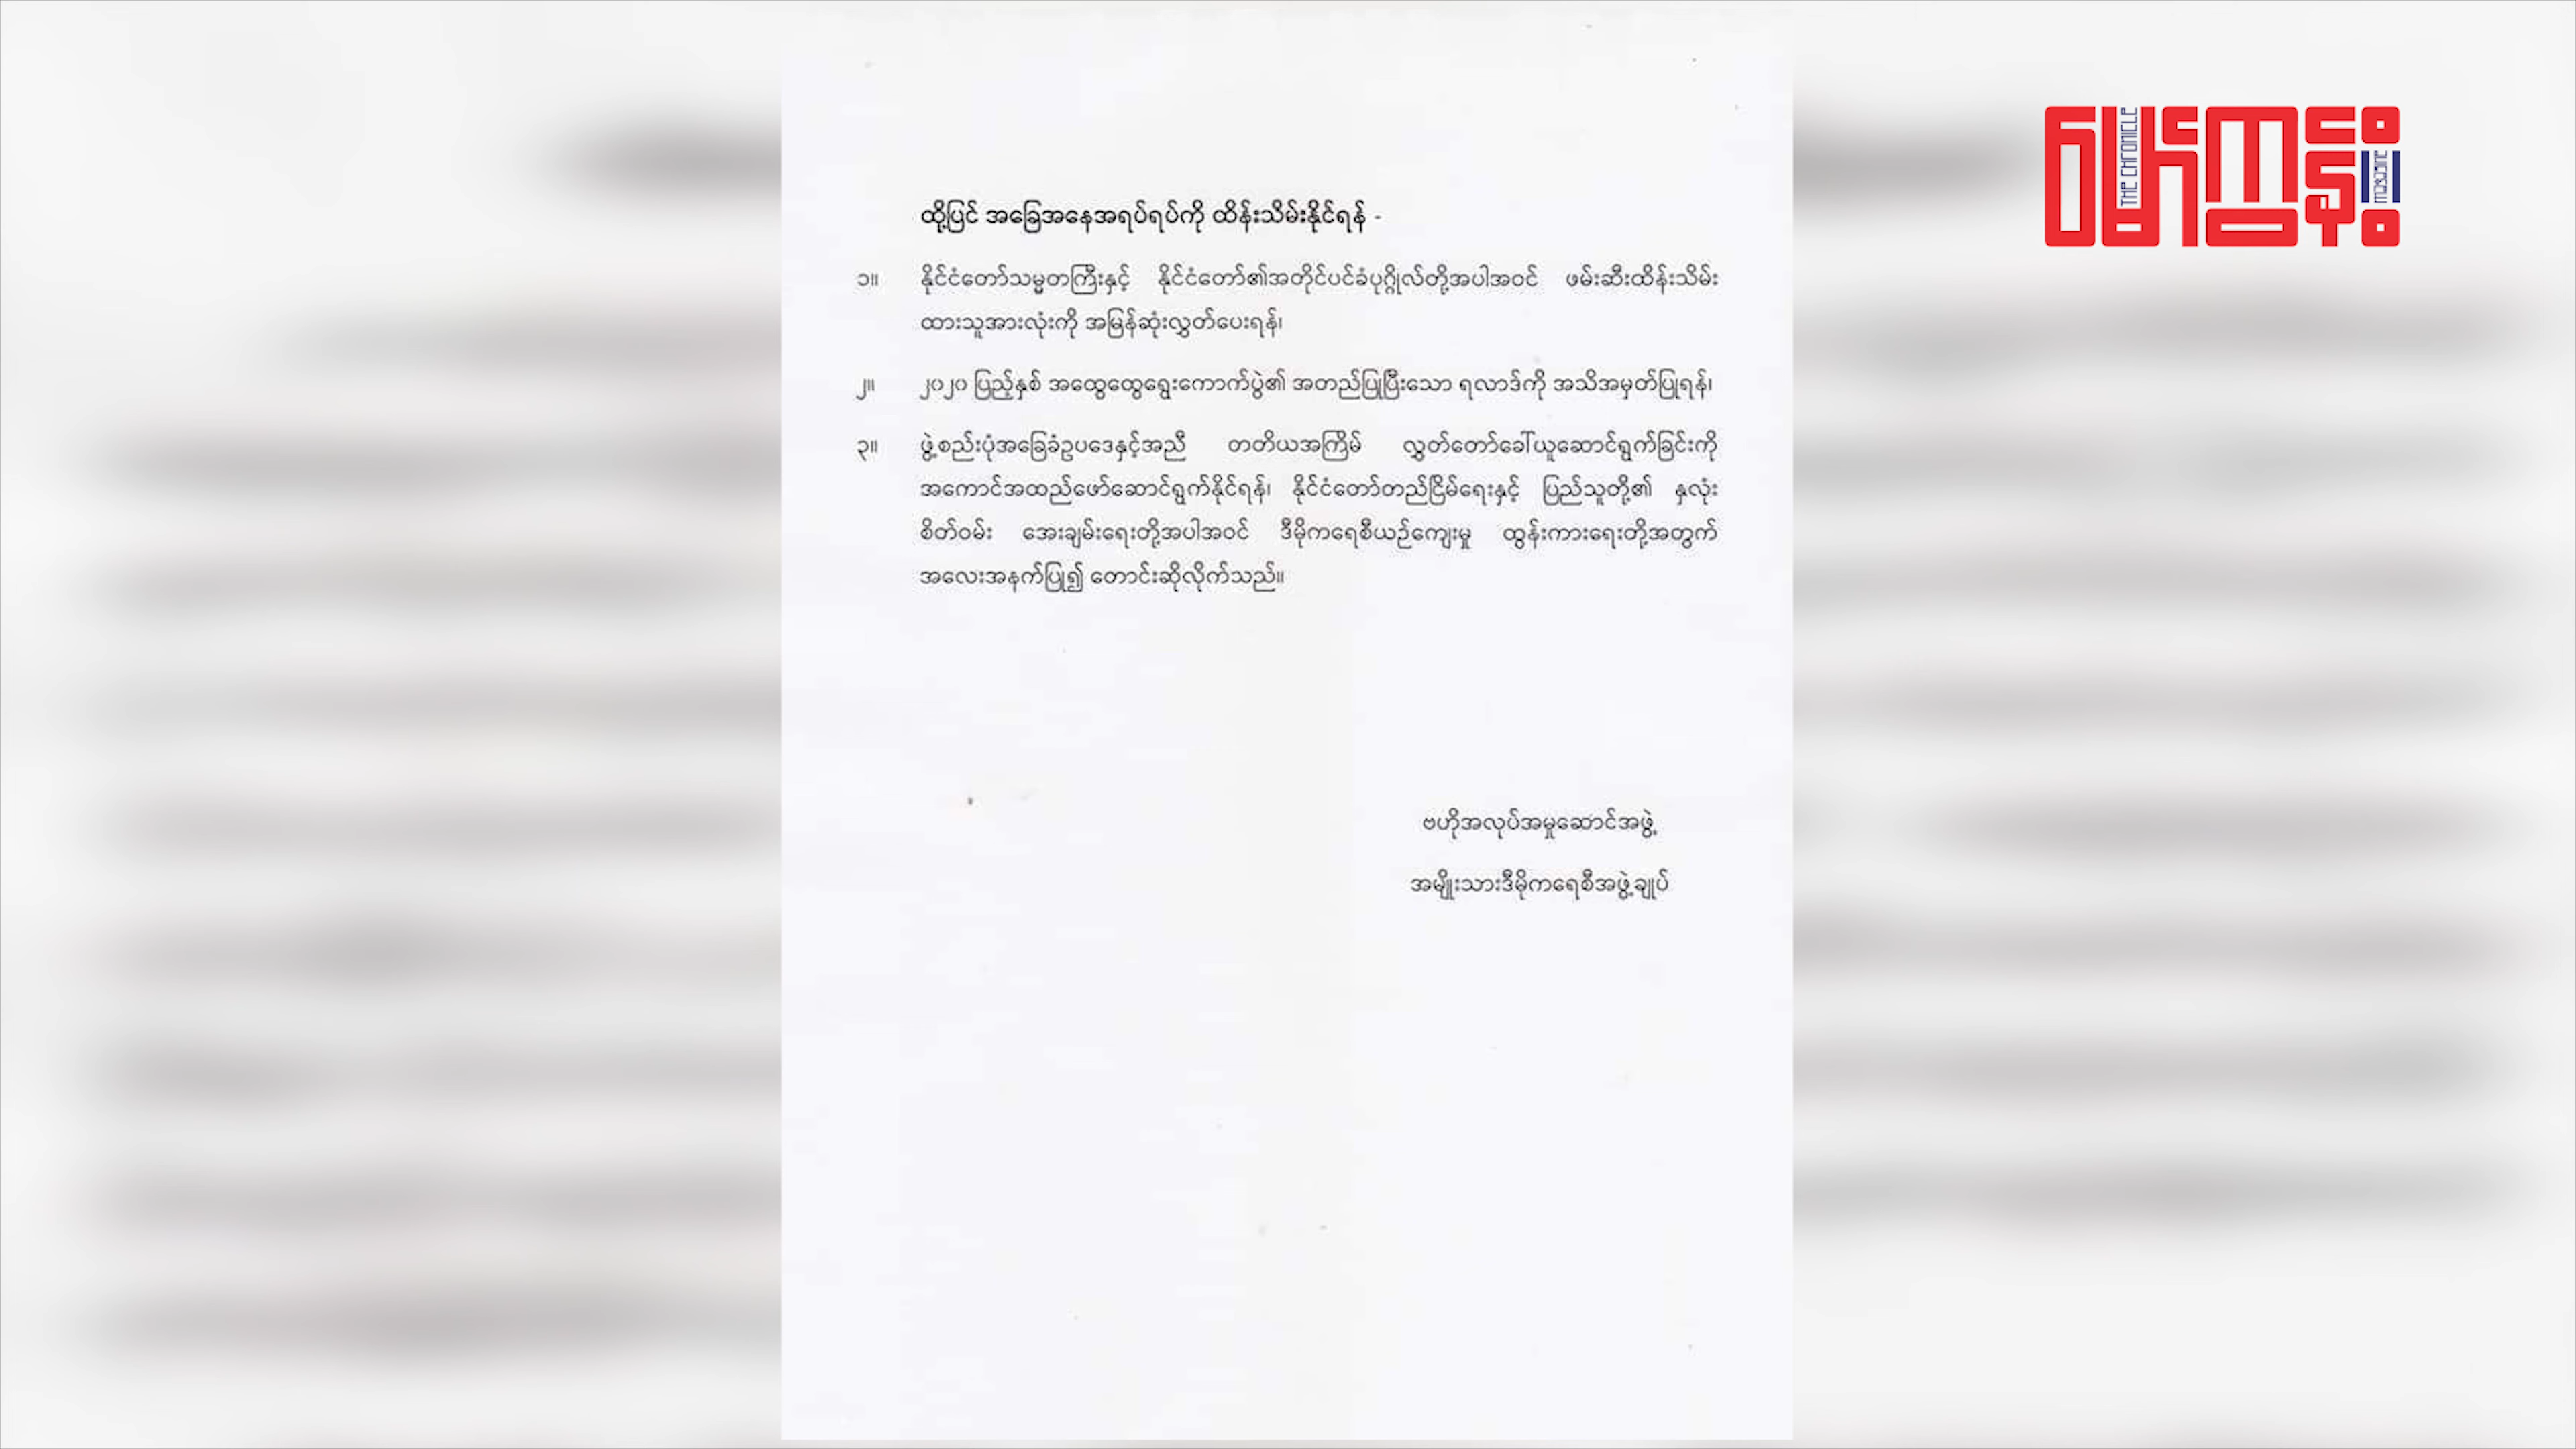 မော်ကွန်း
THE CHRONICLE
magazine
ထို့ပြင် အခြေအနေအရပ်ရပ်ကို ထိန်းသိမ်းနိုင်ရန် -
၁။ နိုင်ငံတော်သမ္မတကြီးနှင့် နိုင်ငံတော်၏အတိုင်ပင်ခံပုဂ္ဂိုလ်တို့အပါအဝင် ဖမ်းဆီးထိန်းသိမ်း
ထားသူအားလုံးကို အမြန်ဆုံးလွှတ်ပေးရန်၊
၂။ ၂၀၂၀ ပြည့်နှစ် အထွေထွေရွေးကောက်ပွဲ၏ အတည်ပြုပြီးသော ရလာဒ်ကို အသိအမှတ်ပြုရန်၊
၃။ ဖွဲ့စည်းပုံအခြေခံဥပဒေနှင့်အညီ တတိယအကြိမ် လွှတ်တော်ခေါ်ယူဆောင်ရွက်ခြင်းကို
အကောင်အထည်ဖော်ဆောင်ရွက်နိုင်ရန်၊ နိုင်ငံတော်တည်ငြိမ်ရေးနှင့် ပြည်သူတို့၏ နှလုံး
စိတ်ဝမ်း အေးချမ်းရေးတို့အပါအဝင် ဒီမိုကရေစီယဉ်ကျေးမှု ထွန်းကားရေးတို့အတွက်
အလေးအနက်ပြု၍ တောင်းဆိုလိုက်သည်။
ဗဟိုအလုပ်အမှုဆောင်အဖွဲ့
အမျိုးသားဒီမိုကရေစီအဖွဲ့ချုပ်